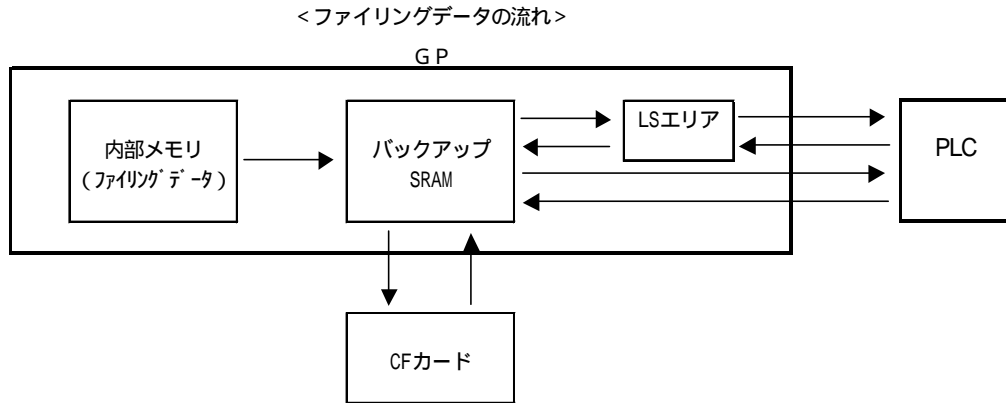 <ファイリングデータの流れ>
ＧＰ
内部メモリ
(ﾌｧｲﾘﾝｸﾞﾃﾞｰﾀ)
バックアップ
SRAM
LSエリア
PLC
CFカード